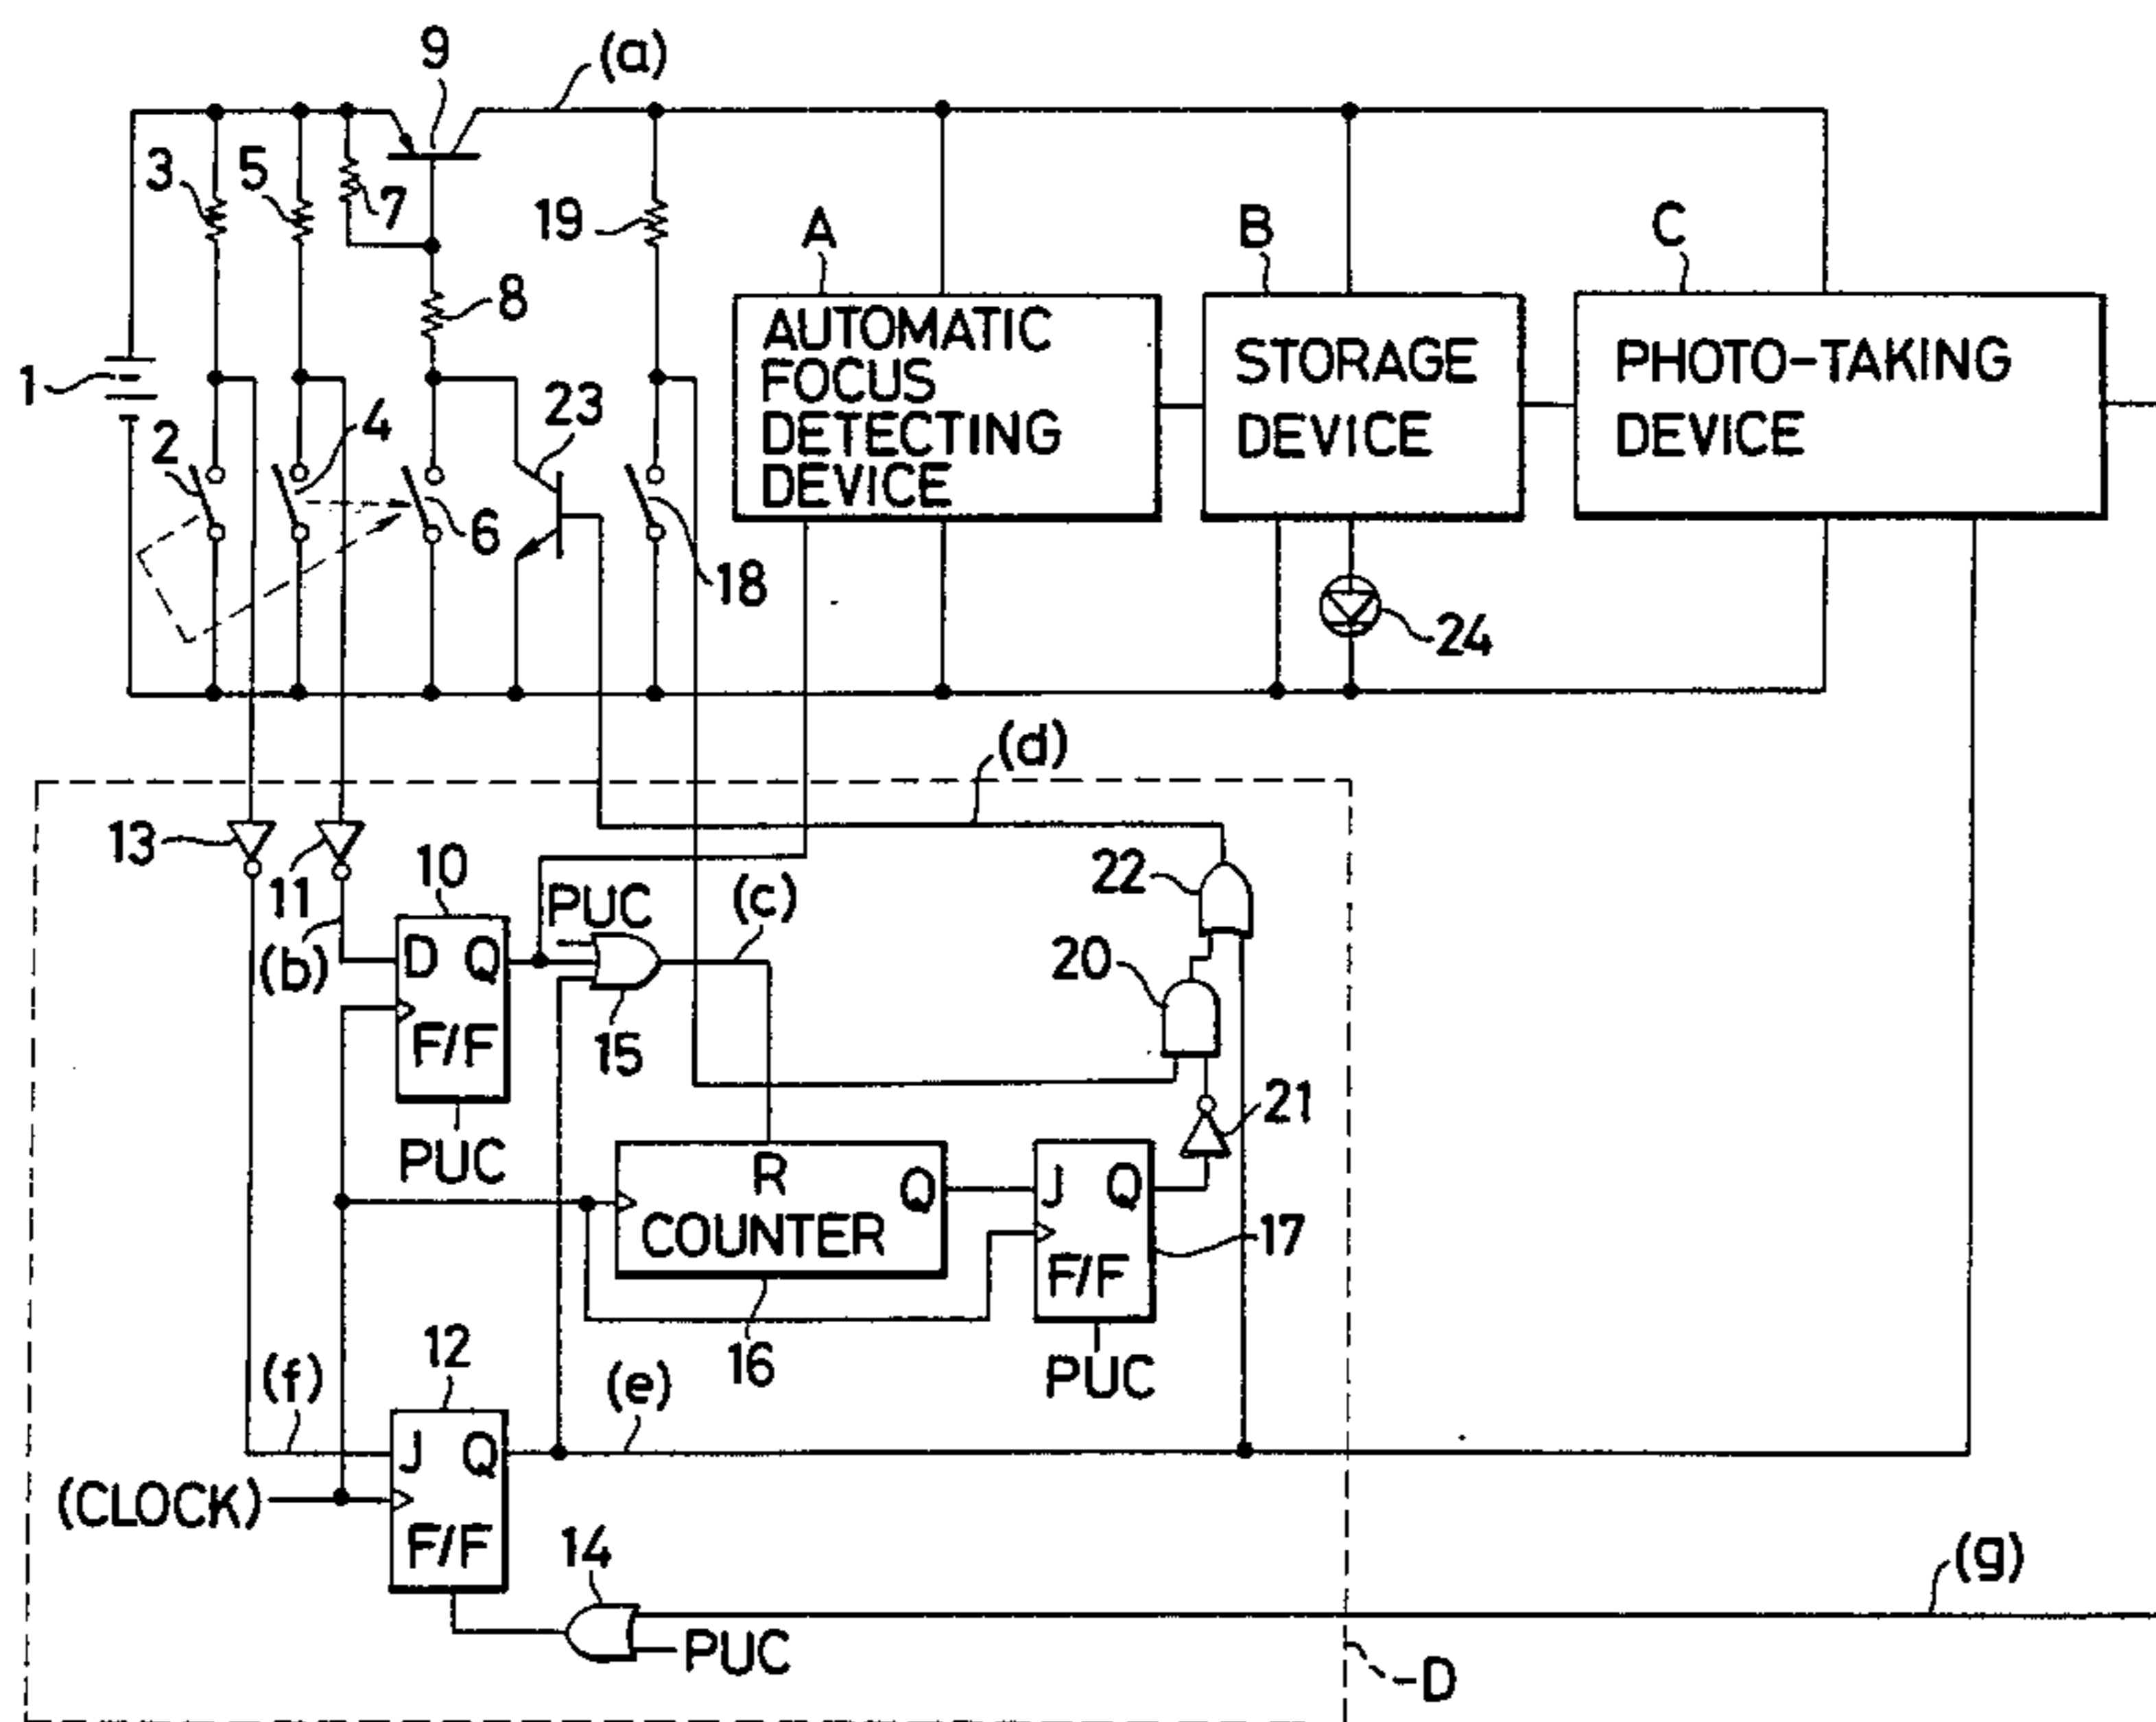 9
(a)
3
5
7
19
A
B
C
8
AUTOMATIC
FOCUS
DETECTING
DEVICE
STORAGE
DEVICE
PHOTO-TAKING
DEVICE
1
2
4
23
6
18
24
(d)
13
11
10
PUC
(c)
22
(b)
D Q
F/F
15
20
PUC
21
R
Q
COUNTER
J Q
F/F
17
16
PUC
12
(f)
(e)
J Q
F/F
(CLOCK)
14
(g)
PUC
D